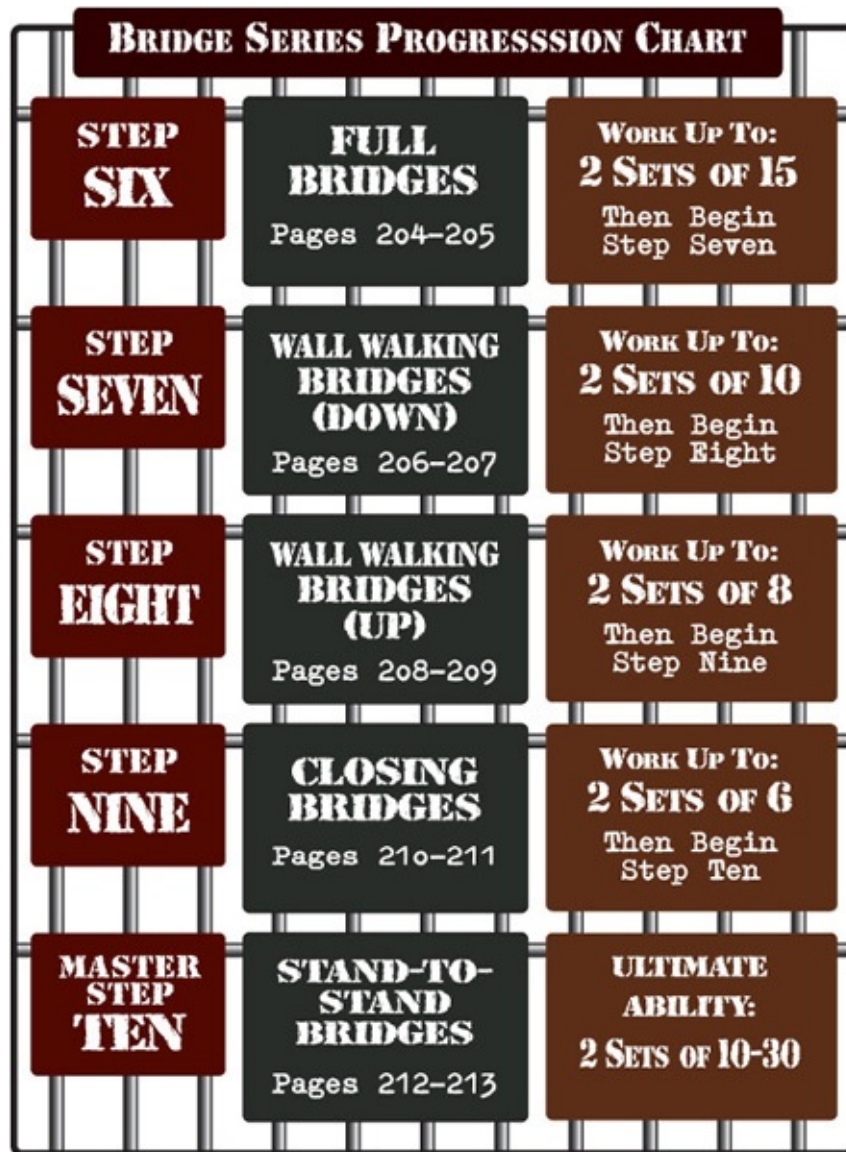 BRIDGE SERIES PROGRESSSION CHART
STEP
SIX
FULL
BRIDGES
Pages 204-205
WORK UP TO:
2 SETS OF 15
Then Begin
Step Seven
STEP
SEVEN
WALL WALKING
BRIDGES
(DOWN)
Pages 206-207
WORK UP TO:
2 SETS OF 10
Then Begin
Step Eight
STEP
EIGHT
WALL WALKING
BRIDGES
(UP)
Pages 208-209
WORK UP TO:
2 SETS OF 8
Then Begin
Step Nine
STEP
NINE
CLOSING
BRIDGES
Pages 210-211
WORK UP TO:
2 SETS OF 6
Then Begin
Step Ten
MASTER
STEP
TEN
STAND-TO-
STAND
BRIDGES
Pages 212-213
ULTIMATE
ABILITY:
2 SETS OF 10-30